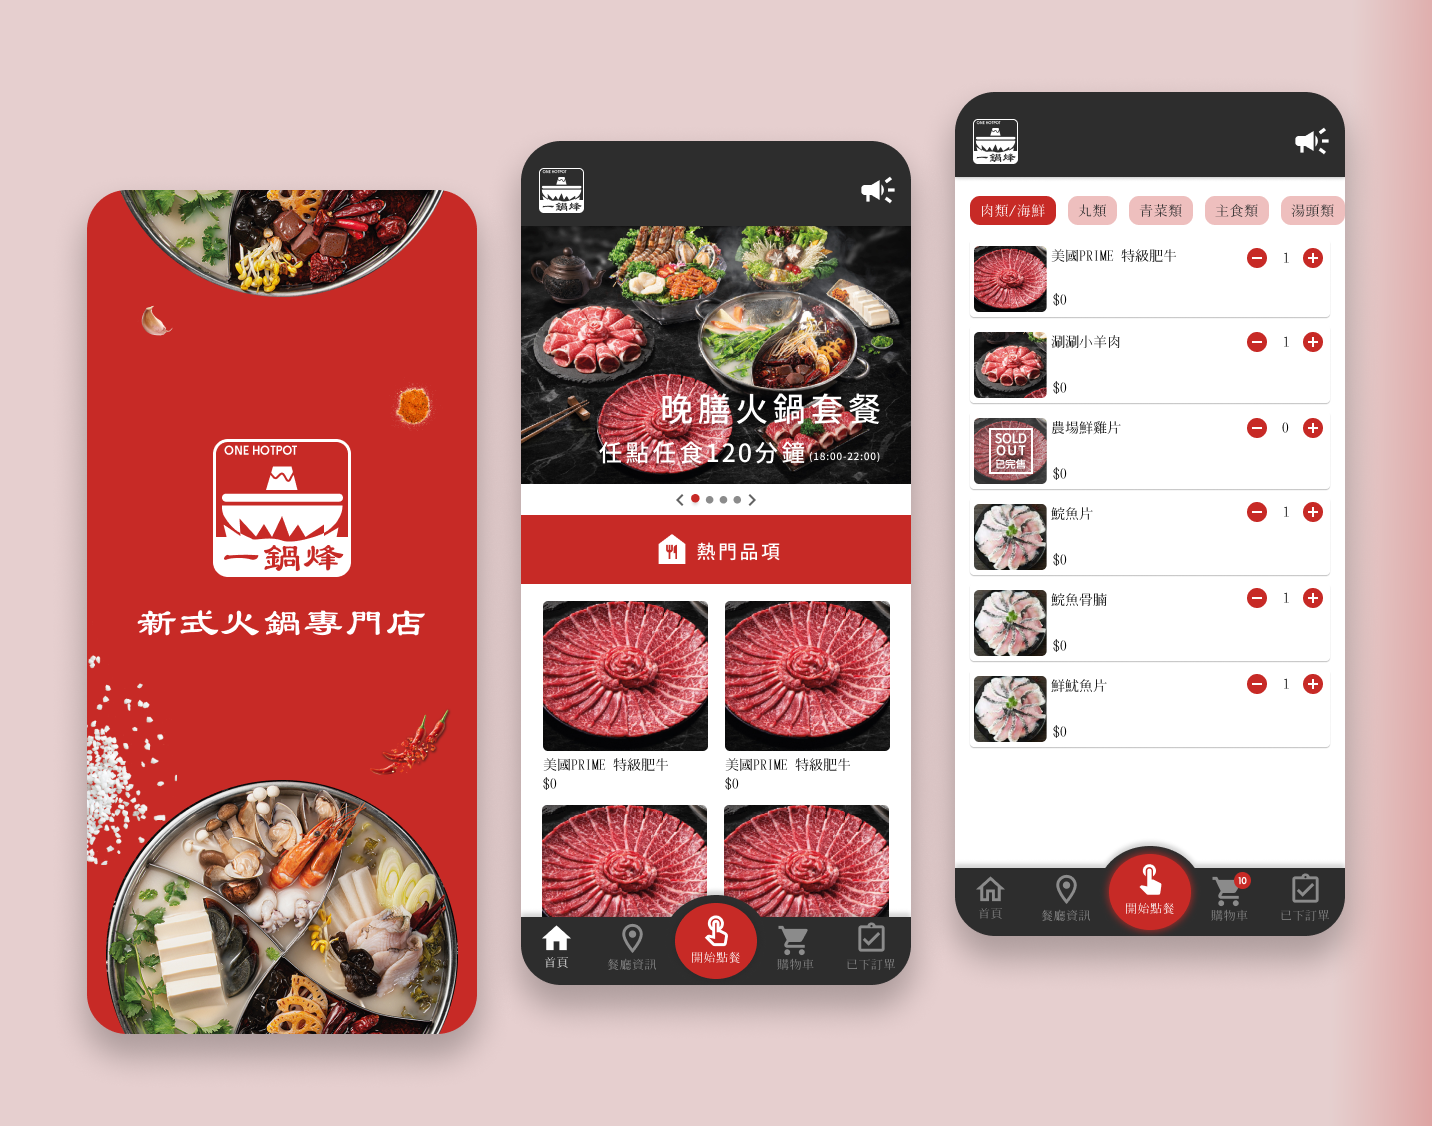 ONE HOTPOT
一鍋烽
新式火鍋專門店
ONE HOTPOT
一鍋烽
晚膳火鍋套餐
任點任食120分鐘(18:00-22:00)
熱門品項
美國PRIME 特級肥牛
$0
美國PRIME 特級肥牛
$0
首頁
餐廳資訊
開始點餐
購物車
已下訂單
ONE HOTPOT
一鍋烽
肉類/海鮮
丸類
青菜類
主食類
湯頭類
美國PRIME 特級肥牛
1
$0
涮涮小羊肉
1
$0
SOLD
OUT
已完售
農場鮮雞片
0
$0
鯇魚片
1
$0
鯇魚骨腩
1
$0
鮮魷魚片
1
$0
首頁
餐廳資訊
開始點餐
10
購物車
已下訂單